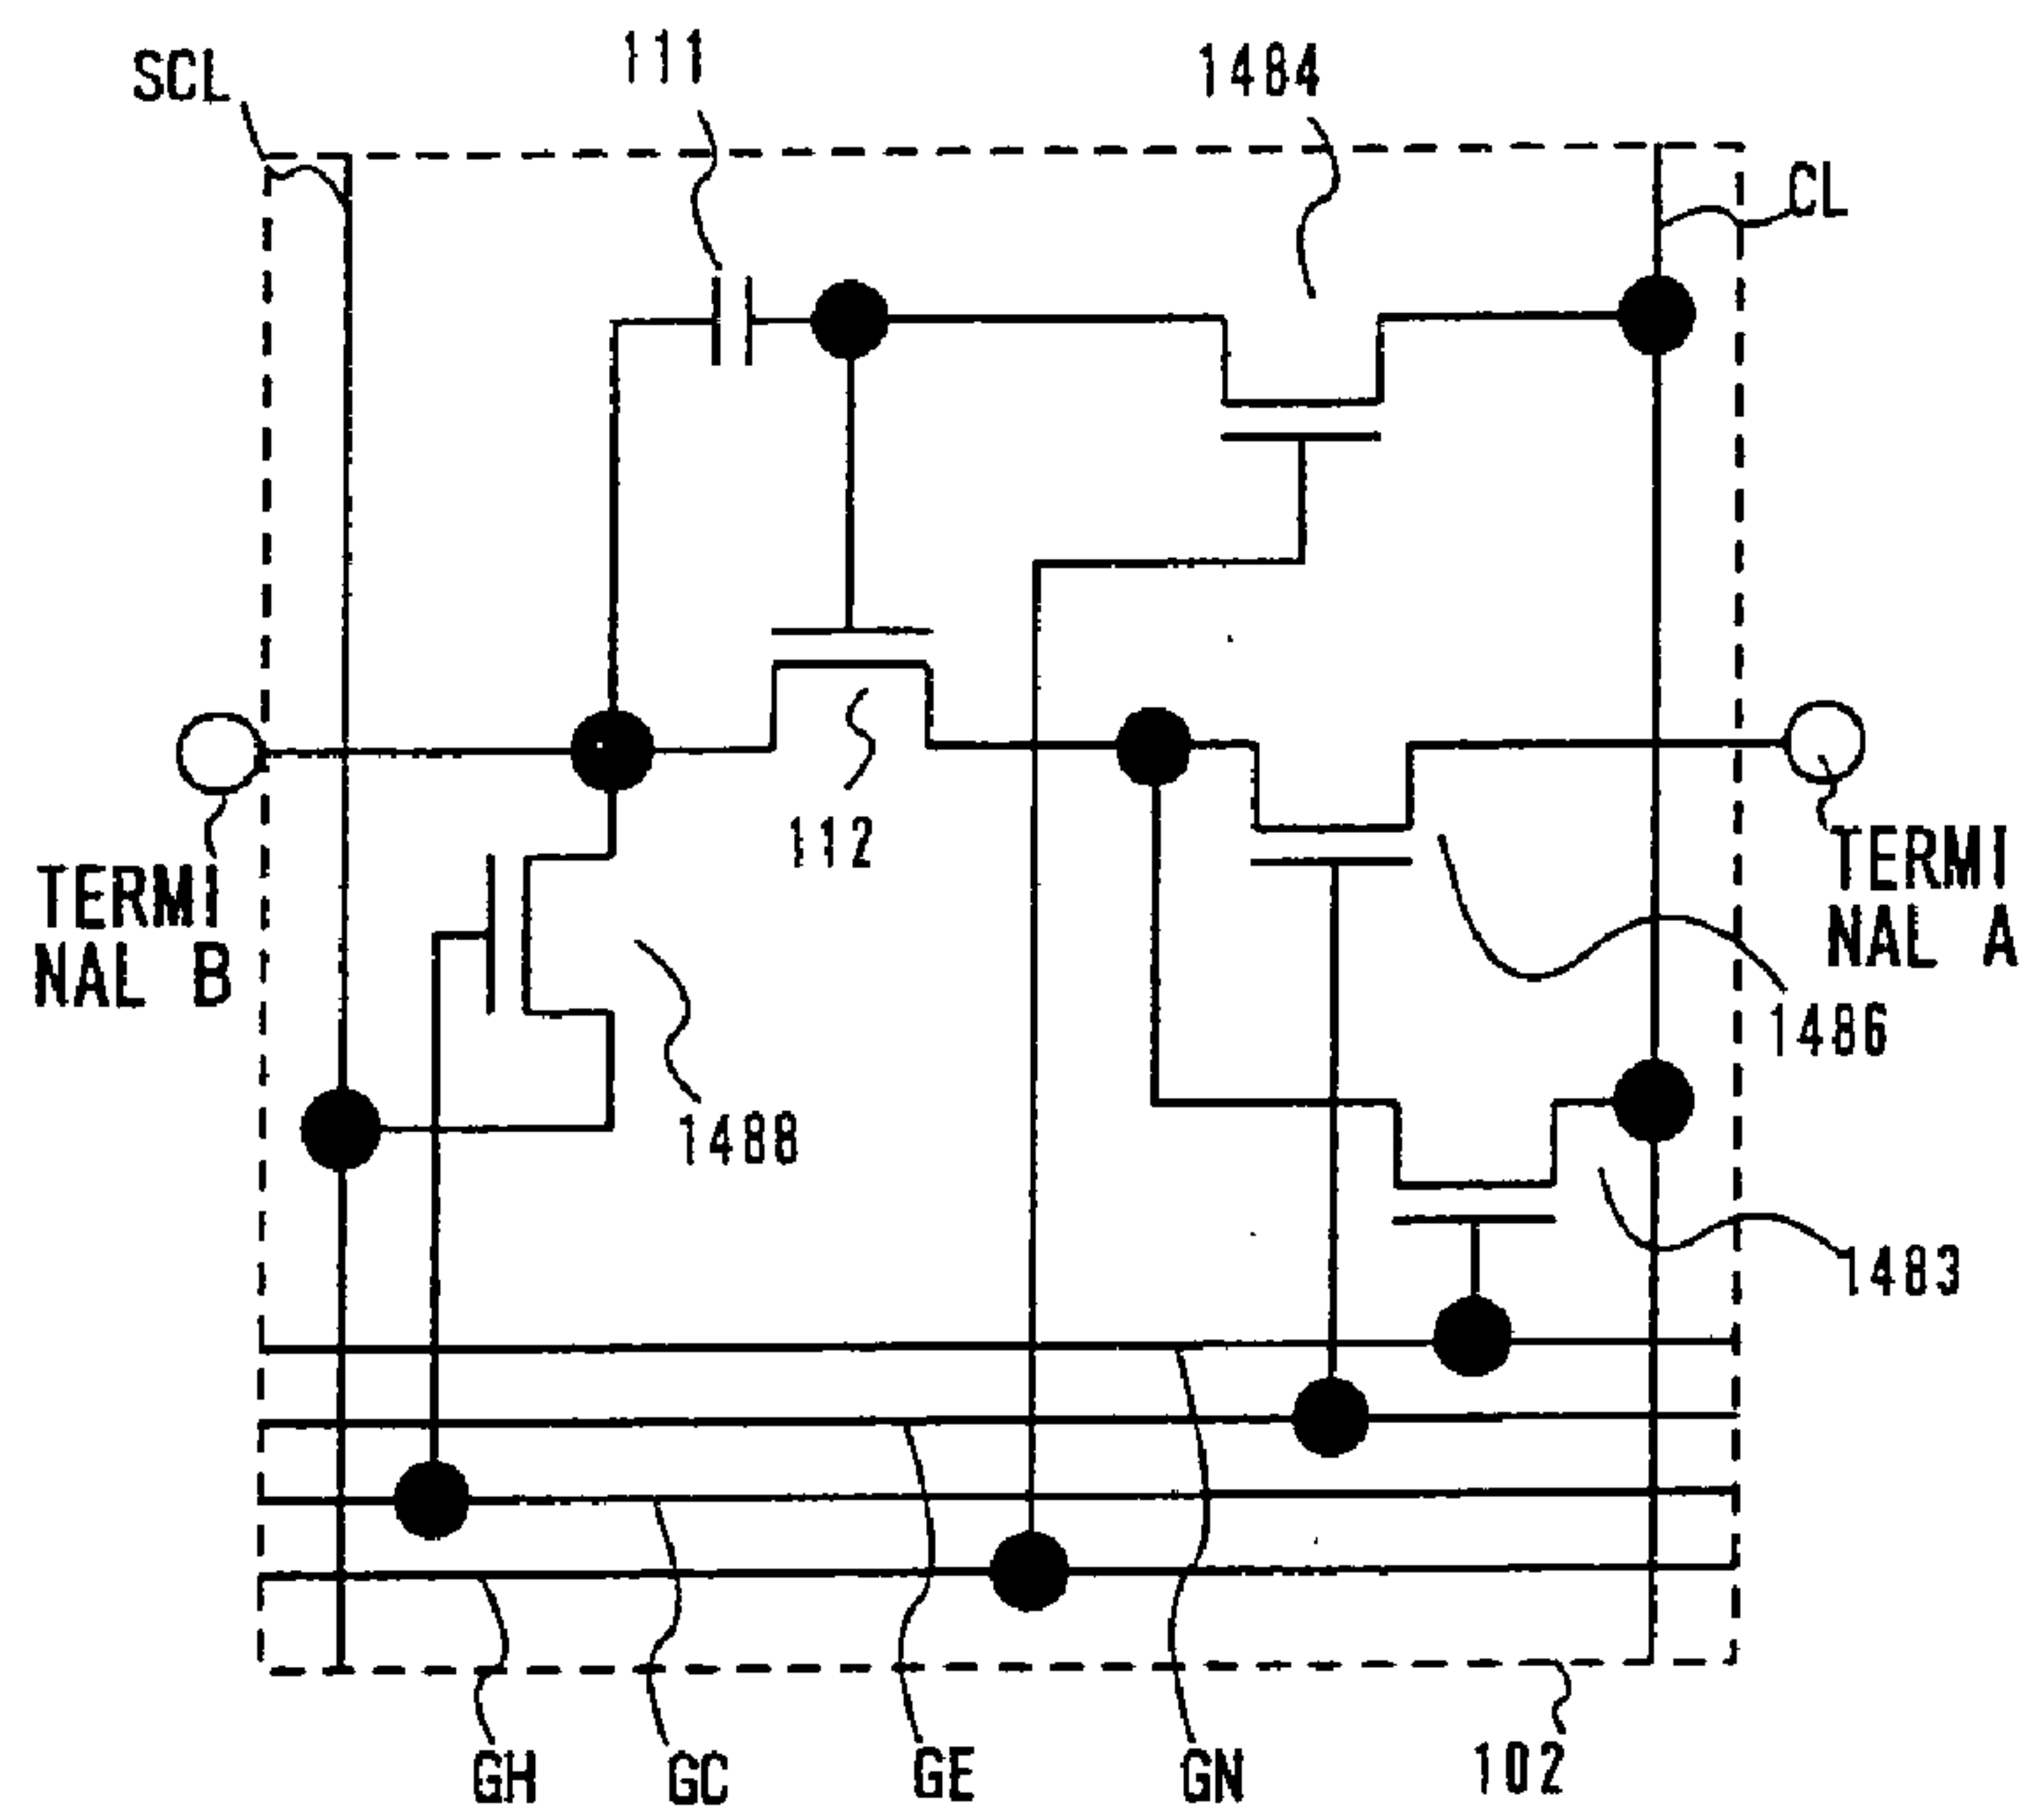 SCL
111
1484
CL
112
TERMI
NAL B
TERMI
NAL A
1486
1488
1483
GH
GC
GE
GN
102